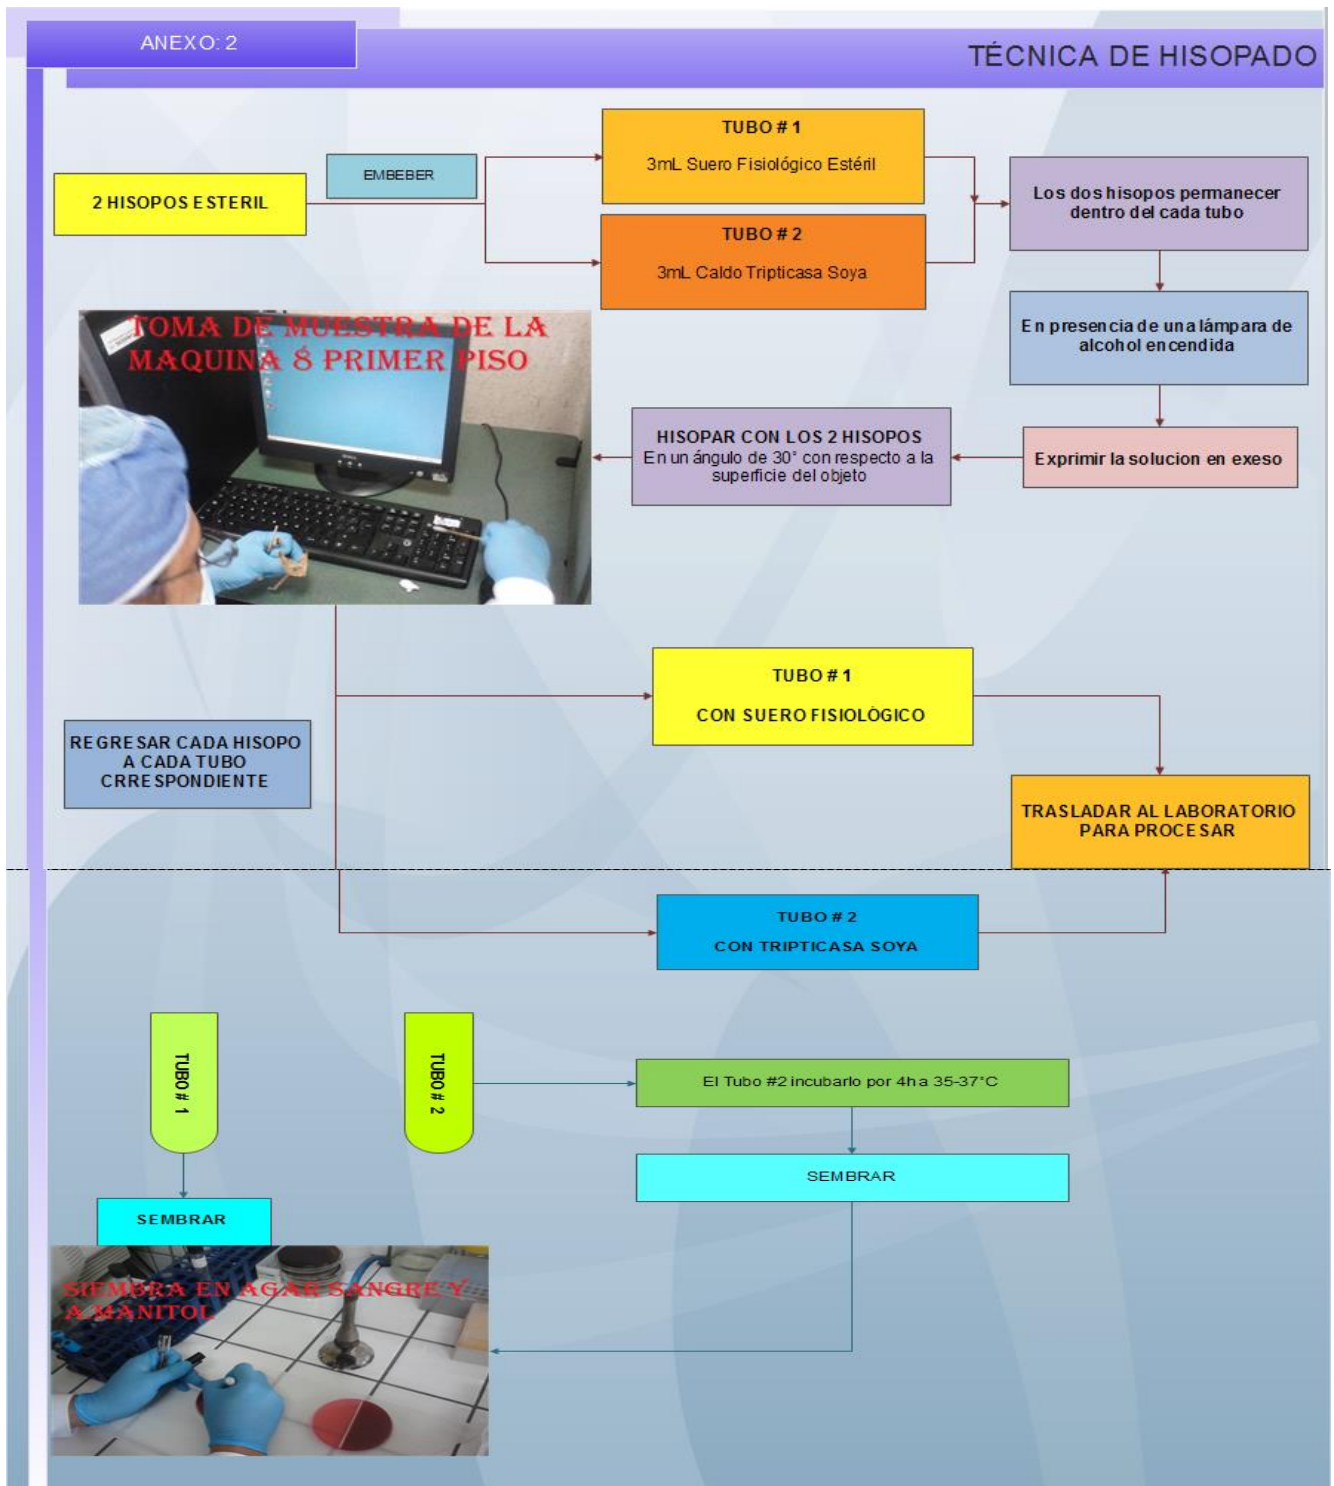 ANEXO: 2
TÉCNICA DE HISOPADO
2 HISOPOS ESTERIL
EMBEBER
TUBO # 1
3mL Suero Fisiológico Estéril
TUBO # 2
3mL Caldo Tripticasa Soya
Los dos hisopos permanecer
dentro del cada tubo
En presencia de una lámpara de
alcohol encendida
Exprimir la solucion en exeso
HISOPAR CON LOS 2 HISOPOS
En un ángulo de 30° con respecto a la
superficie del objeto
TOMA DE MUESTRA DE LA
MAQUINA 8 PRIMER PISO
TUBO # 1
CON SUERO FISIOLÓGICO
REGRESAR CADA HISOPO
A CADA TUBO
CRRESPONDIENTE
TRASLADAR AL LABORATORIO
PARA PROCESAR
TUBO # 2
CON TRIPTICASA SOYA
TUBO # 1
TUBO # 2
El Tubo #2 incubarlo por 4h a 35-37°C
SEMBRAR
SEMBRAR
SIEMBRA EN AGAR SANGRE Y
A MANITOL